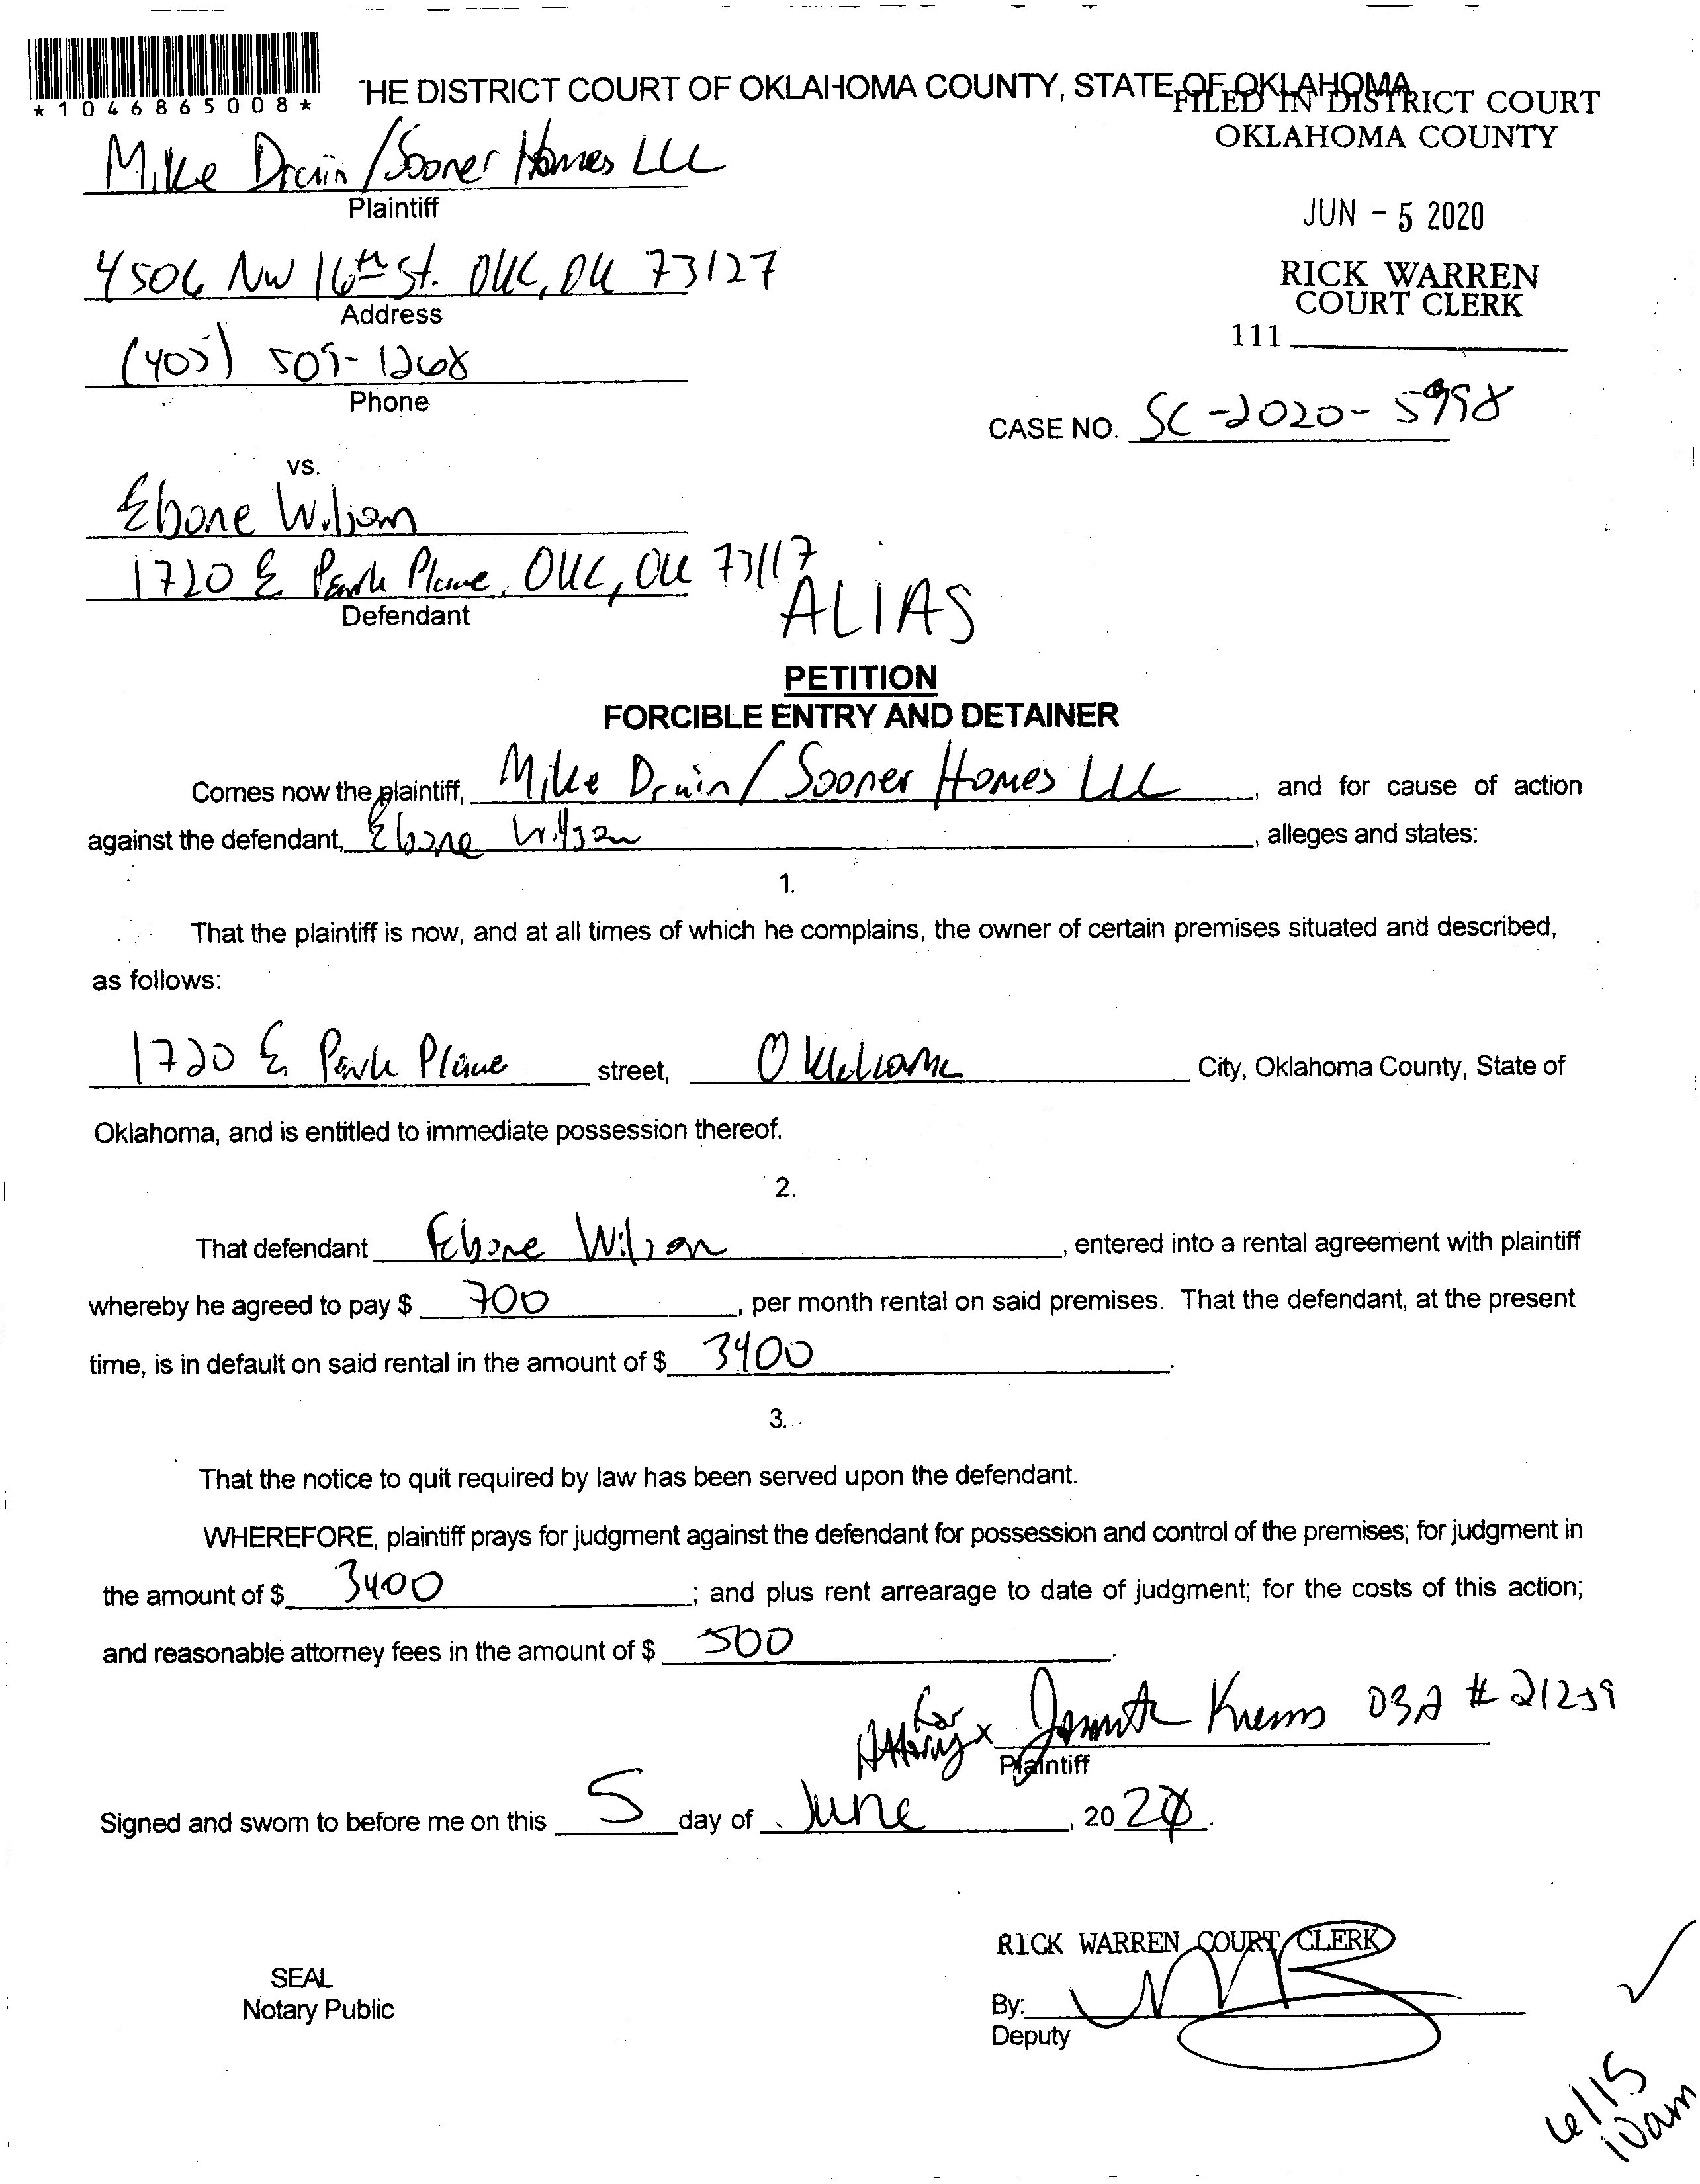 *1046865008*
HE DISTRICT COURT OF OKLAHOMA COUNTY, STATE OF OKLAHOMA
FILED IN DISTRICT COURT
OKLAHOMA COUNTY
JUN - 5 2020
RICK WARREN
COURT CLERK
111
Mike Drain / Sooner Homes LLC
Plaintiff
4506 NW 16th St. OKC, OK 73127
Address
(405) 509-1268
Phone
CASE NO. SC-2020-5998
vs.
Ebone Wilson
1720 E Park Place, OKC, OK 73117
Defendant
ALIAS
PETITION
FORCIBLE ENTRY AND DETAINER
Comes now the plaintiff, Mike Drain / Sooner Homes LLC, and for cause of action
against the defendant, Ebone Wilson, alleges and states:
1.
That the plaintiff is now, and at all times of which he complains, the owner of certain premises situated and described,
as follows:
1720 E Park Place street, Oklahoma City, Oklahoma County, State of
Oklahoma, and is entitled to immediate possession thereof.
2.
That defendant Ebone Wilson, entered into a rental agreement with plaintiff
whereby he agreed to pay $ 700, per month rental on said premises. That the defendant, at the present
time, is in default on said rental in the amount of $ 3400.
3.
That the notice to quit required by law has been served upon the defendant.
WHEREFORE, plaintiff prays for judgment against the defendant for possession and control of the premises; for judgment in
the amount of $ 3400; and plus rent arrearage to date of judgment; for the costs of this action;
and reasonable attorney fees in the amount of $ 500.
Attorney for x OBA # 21259
Plaintiff
Signed and sworn to before me on this 5 day of June, 2020.
RICK WARREN COURT CLERK
SEAL
Notary Public
By:
Deputy
6/15
10am